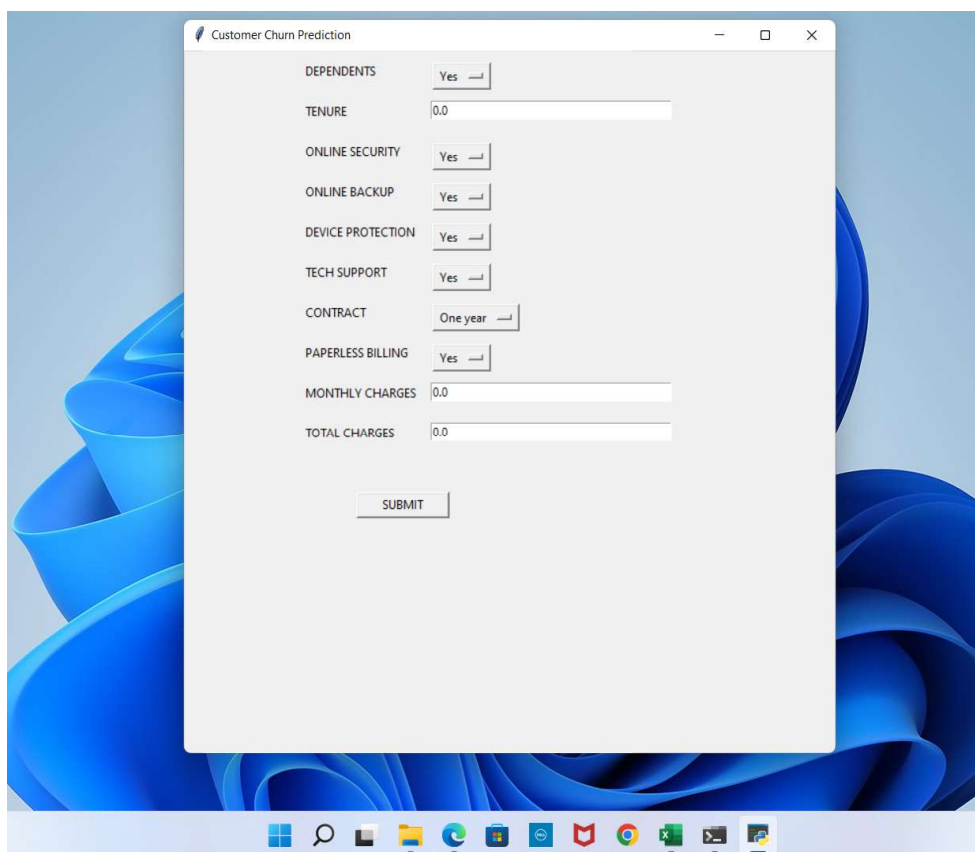 Customer Churn Prediction
DEPENDENTS Yes
TENURE 0.0
ONLINE SECURITY Yes
ONLINE BACKUP Yes
DEVICE PROTECTION Yes
TECH SUPPORT Yes
CONTRACT One year
PAPERLESS BILLING Yes
MONTHLY CHARGES 0.0
TOTAL CHARGES 0.0
SUBMIT